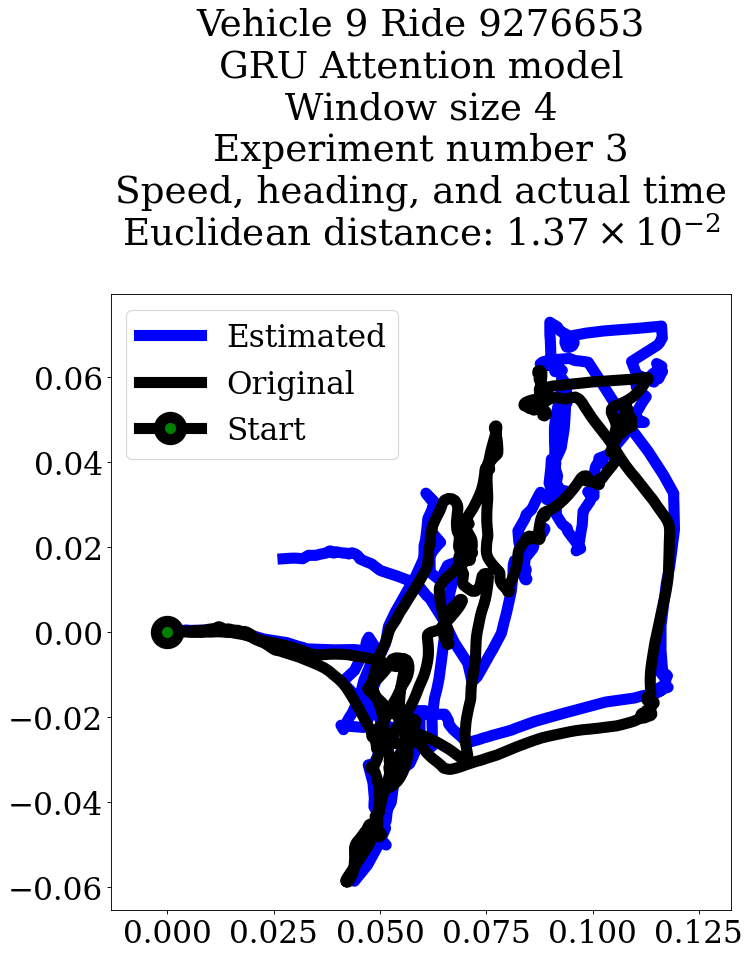 Vehicle 9 Ride 9276653
GRU Attention model
Window size 4
Experiment number 3
Speed, heading, and actual time
Euclidean distance: 1.37 × 10⁻²
Estimated
Original
Start
0.06
0.04
0.02
0.00
−0.02
−0.04
−0.06
0.000 0.025 0.050 0.075 0.100 0.125